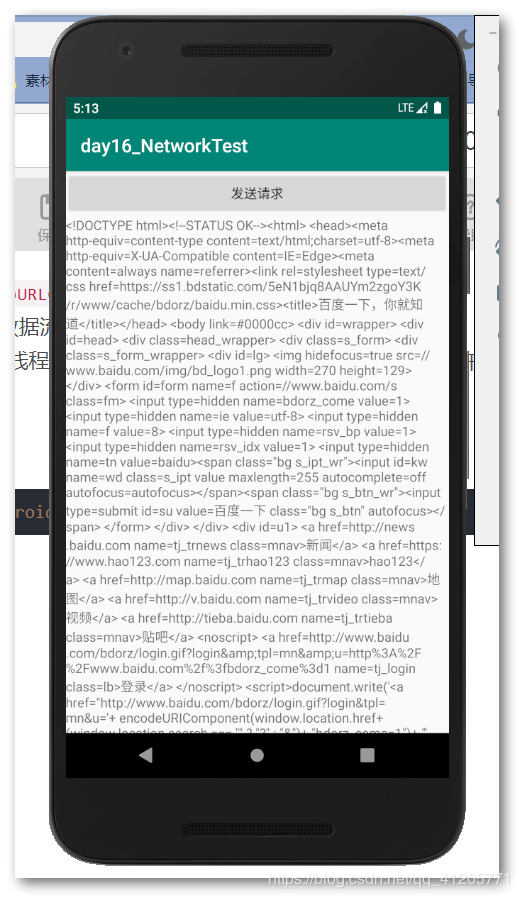 素材
5:13
LTE
day16_NetworkTest
发送请求
<!DOCTYPE html><!--STATUS OK--><html> <head><meta
http-equiv=content-type content=text/html;charset=utf-8><meta
http-equiv=X-UA-Compatible content=IE=Edge><meta
content=always name=referrer><link rel=stylesheet type=text/
css href=https://ss1.bdstatic.com/5eN1bjq8AAUYm2zgoY3K
/r/www/cache/bdorz/baidu.min.css><title>百度一下，你就知
道</title></head> <body link=#0000cc> <div id=wrapper> <div
id=head> <div class=head_wrapper> <div class=s_form> <div
class=s_form_wrapper> <div id=lg> <img hidefocus=true src=//
www.baidu.com/img/bd_logo1.png width=270 height=129>
</div> <form id=form name=f action=//www.baidu.com/s
class=fm> <input type=hidden name=bdorz_come value=1>
<input type=hidden name=ie value=utf-8> <input type=hidden
name=f value=8> <input type=hidden name=rsv_bp value=1>
<input type=hidden name=rsv_idx value=1> <input type=hidden
name=tn value=baidu><span class="bg s_ipt_wr"><input id=kw
name=wd class=s_ipt value maxlength=255 autocomplete=off
autofocus=autofocus></span><span class="bg s_btn_wr"><input
type=submit id=su value=百度一下 class="bg s_btn" autofocus></
span> </form> </div> </div> <div id=u1> <a href=http://news
.baidu.com name=tj_trnews class=mnav>新闻</a> <a href=https:
//www.hao123.com name=tj_trhao123 class=mnav>hao123</
a> <a href=http://map.baidu.com name=tj_trmap class=mnav>地
图</a> <a href=http://v.baidu.com name=tj_trvideo class=mnav>
视频</a> <a href=http://tieba.baidu.com name=tj_trtieba
class=mnav>贴吧</a> <noscript> <a href=http://www.baidu
.com/bdorz/login.gif?login&amp;tpl=mn&amp;u=http%3A%2F
%2Fwww.baidu.com%2f%3fbdorz_come%3d1 name=tj_login
class=lb>登录</a> </noscript> <script>document.write('<a
href="http://www.baidu.com/bdorz/login.gif?login&tpl=
mn&u='+ encodeURIComponent(window.location.href+
(window.location.search === "" ? "?" : "&")+ "bdorz_come=1")+ '"
URL
数据流
线程
roid
https://blog.csdn.net/qq_41205771